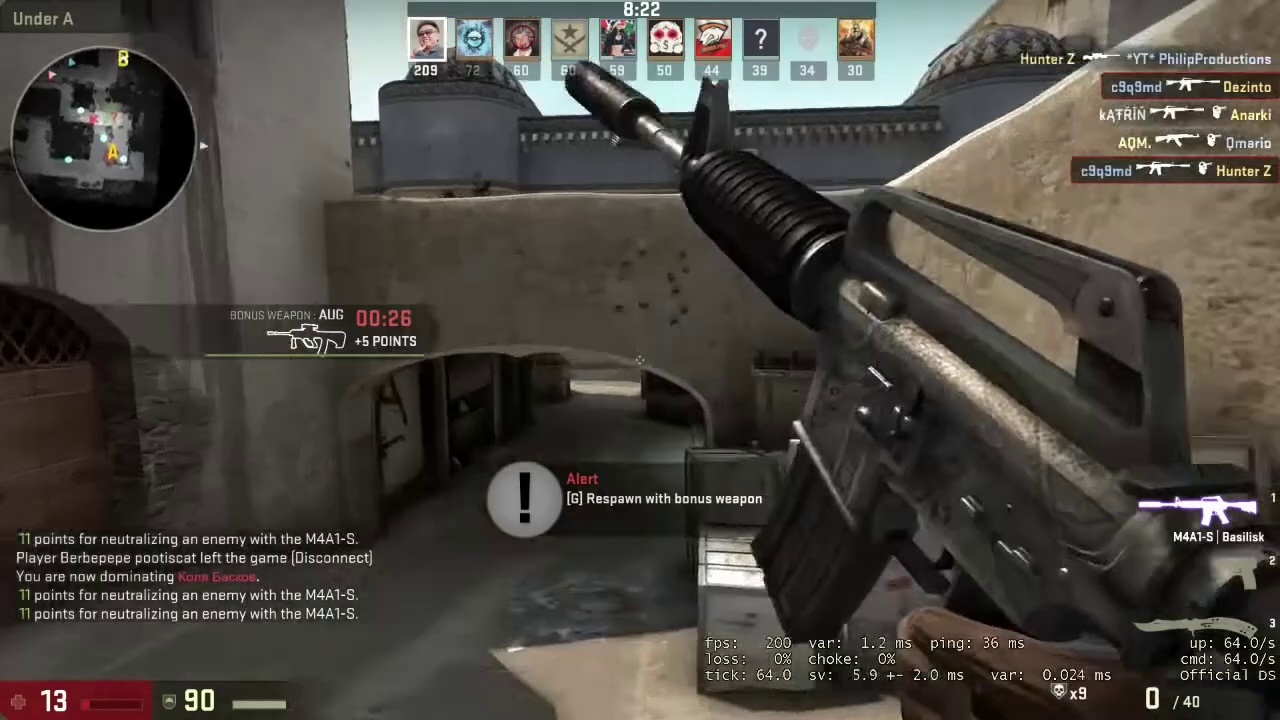 Under A
8:22
209 72 60 60 59 50 44 39 34 30
?
B
A
Hunter Z *YT* PhilipProductions
c9q9md Dezinto
kĄŤŘĪŇ Anarki
AQM. Qmario
c9q9md Hunter Z
BONUS WEAPON : AUG 00:26
+5 POINTS
Alert
[G] Respawn with bonus weapon
1
M4A1-S | Basilisk
2
3
11 points for neutralizing an enemy with the M4A1-S.
Player Berbepepe pootiscat left the game (Disconnect)
You are now dominating Коля Басков.
11 points for neutralizing an enemy with the M4A1-S.
11 points for neutralizing an enemy with the M4A1-S.
fps: 200 var: 1.2 ms ping: 36 ms
loss: 0% choke: 0%
tick: 64.0 sv: 5.9 +- 2.0 ms var: 0.024 ms
up: 64.0/s
cmd: 64.0/s
Official DS
x9
13 90
0 / 40